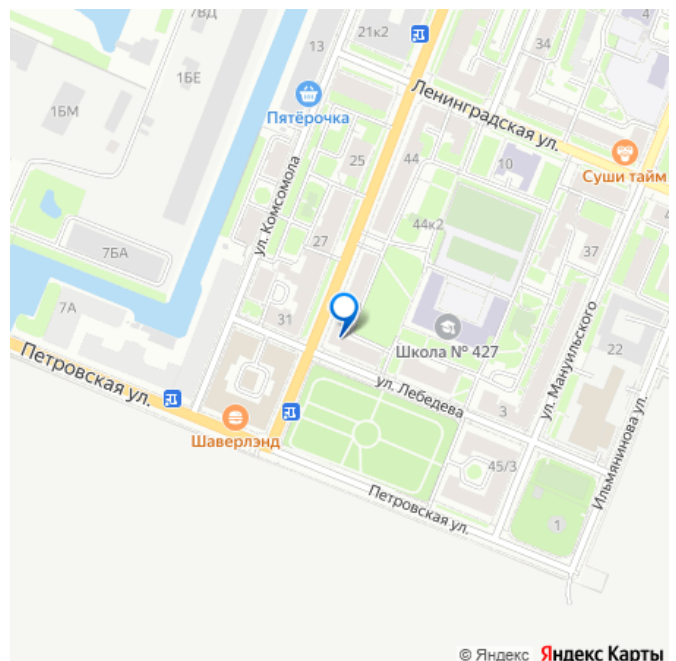 7ВД
21к2
4
13
34
1БЕ
Ленинградская ул.
1БМ
Пятёрочка
25
44
10
Суши тайм
ул. Комсомола
44к2
27
37
7БА
7А
31
Школа № 427
22
Петровская ул.
ул. Лебедева
ул. Мануильского
3
Ильмянинова ул.
Шаверлэнд
45/3
Петровская ул.
1
© Яндекс Яндекс Карты